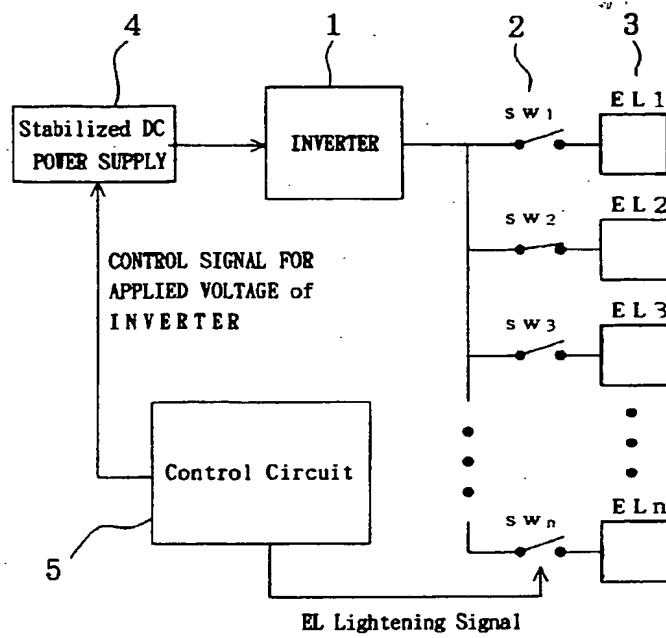 4
1
2
3
Stabilized DC
POWER SUPPLY
INVERTER
SW1
EL1
SW2
EL2
CONTROL SIGNAL FOR
APPLIED VOLTAGE of
INVERTER
SW3
EL3
Control Circuit
SWn
ELn
5
EL Lightening Signal